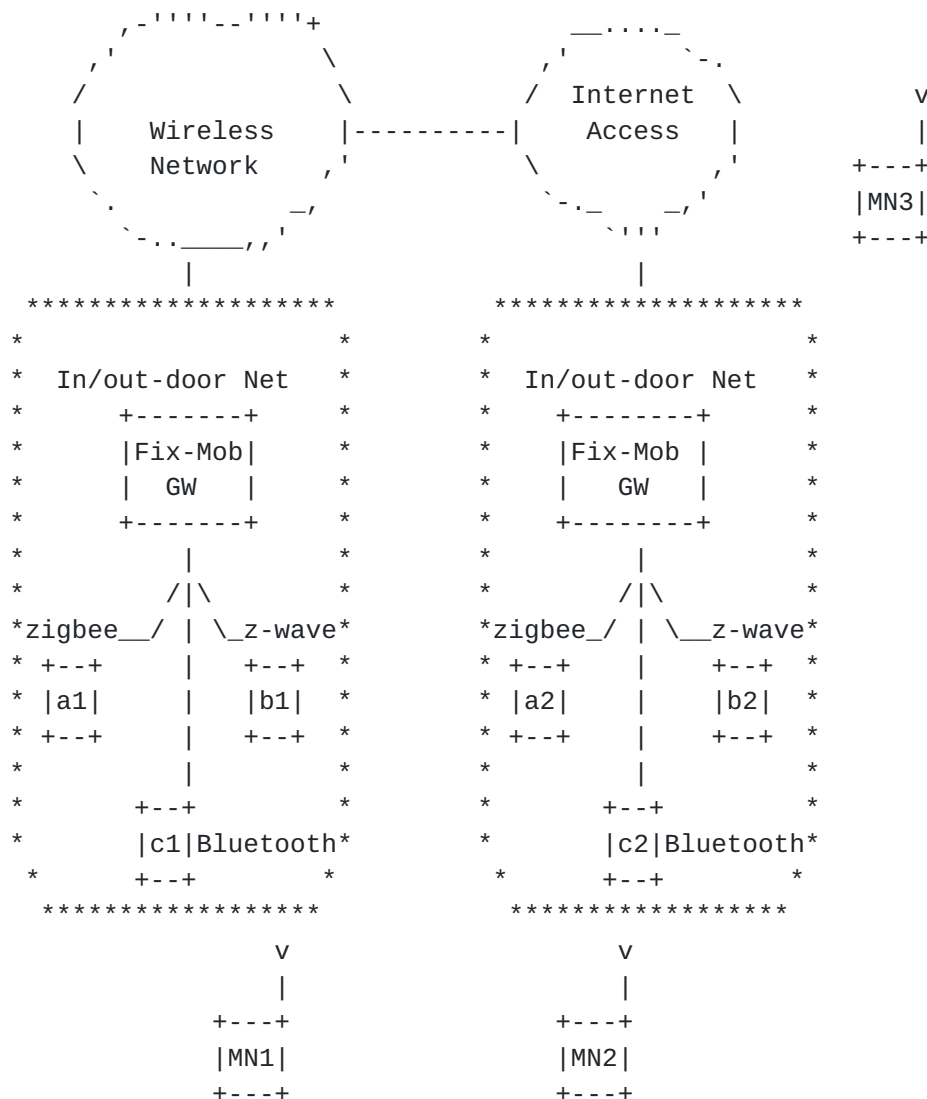 Internet
Wireless Access
Network
MN3
In/out-door Net In/out-door Net
Fix-Mob Fix-Mob
GW GW
zigbee z-wave zigbee z-wave
a1 b1 a2 b2
c1 Bluetooth c2 Bluetooth
v v
MN1 MN2